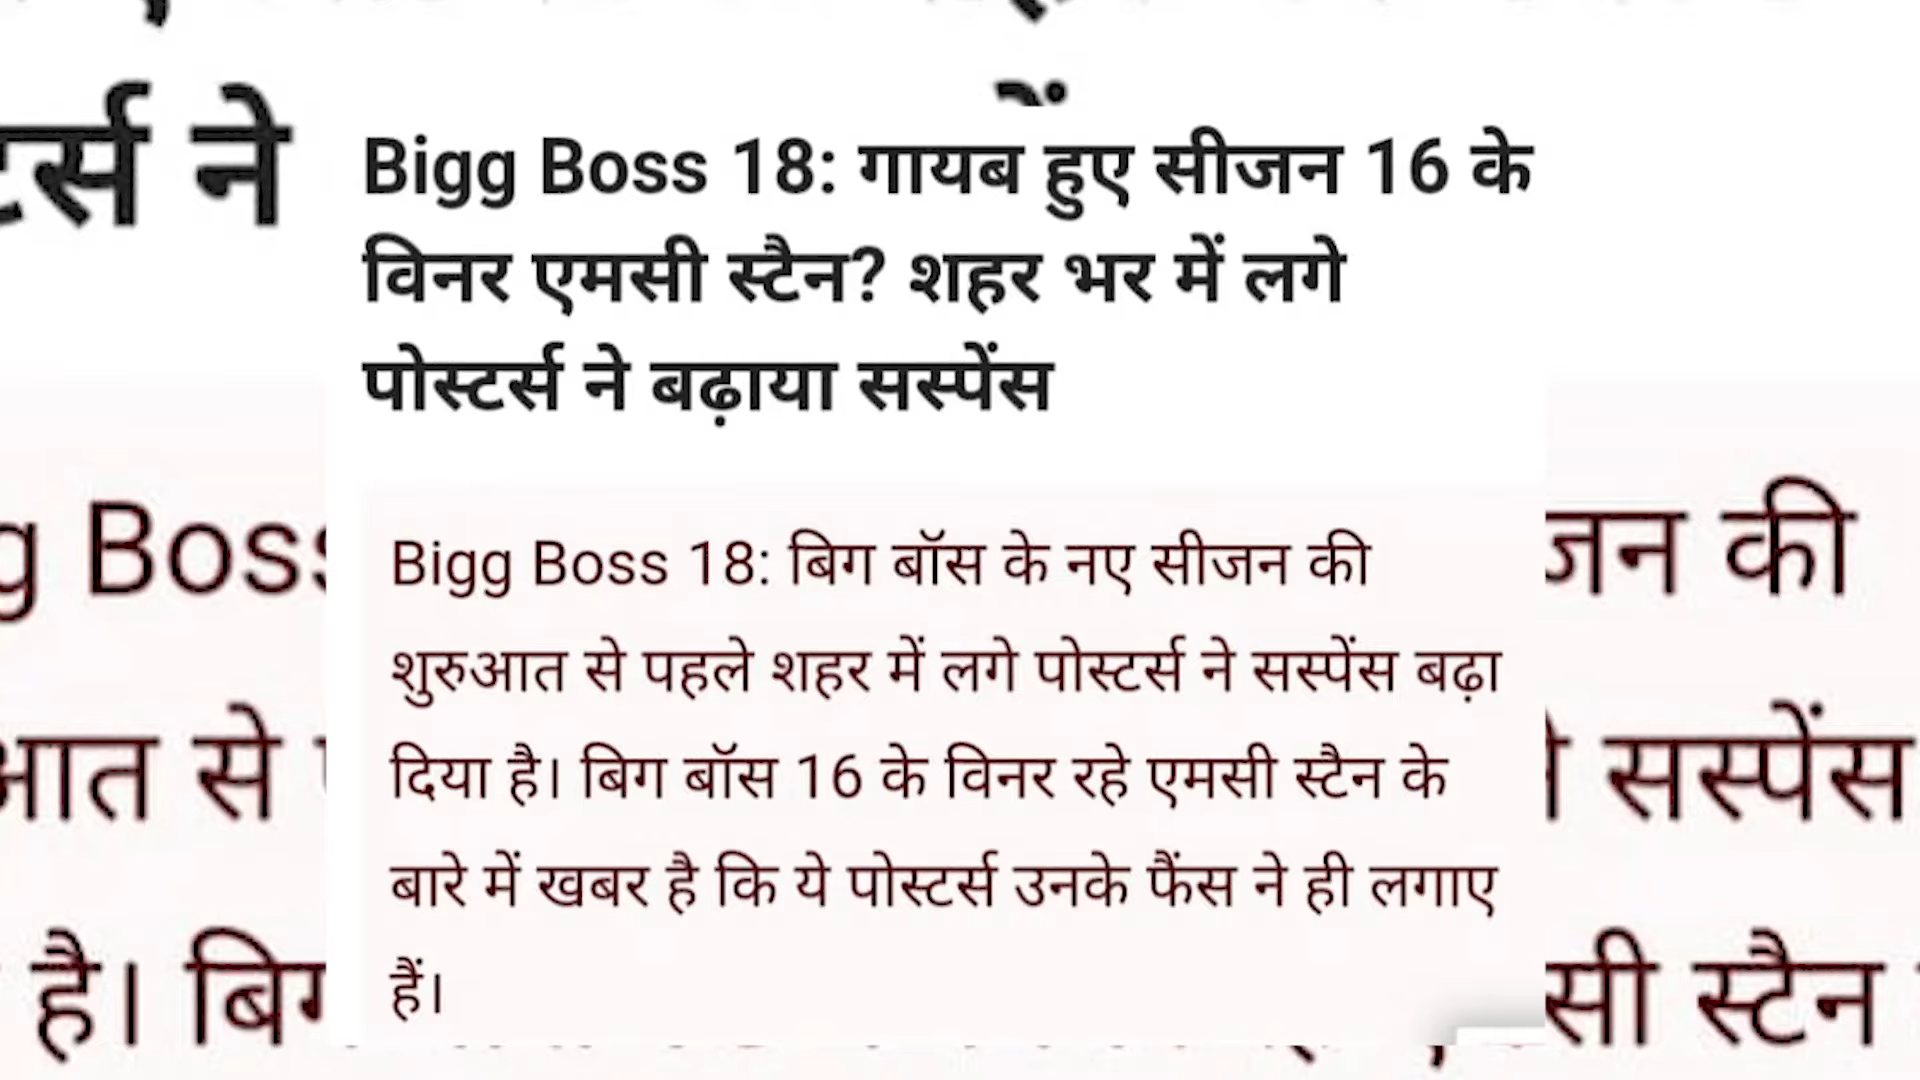 Bigg Boss 18: गायब हुए सीजन 16 के
विनर एमसी स्टैन? शहर भर में लगे
पोस्टर्स ने बढ़ाया सस्पेंस
Bigg Boss 18: बिग बॉस के नए सीजन की
शुरुआत से पहले शहर में लगे पोस्टर्स ने सस्पेंस बढ़ा
दिया है। बिग बॉस 16 के विनर रहे एमसी स्टैन के
बारे में खबर है कि ये पोस्टर्स उनके फैंस ने ही लगाए
हैं।